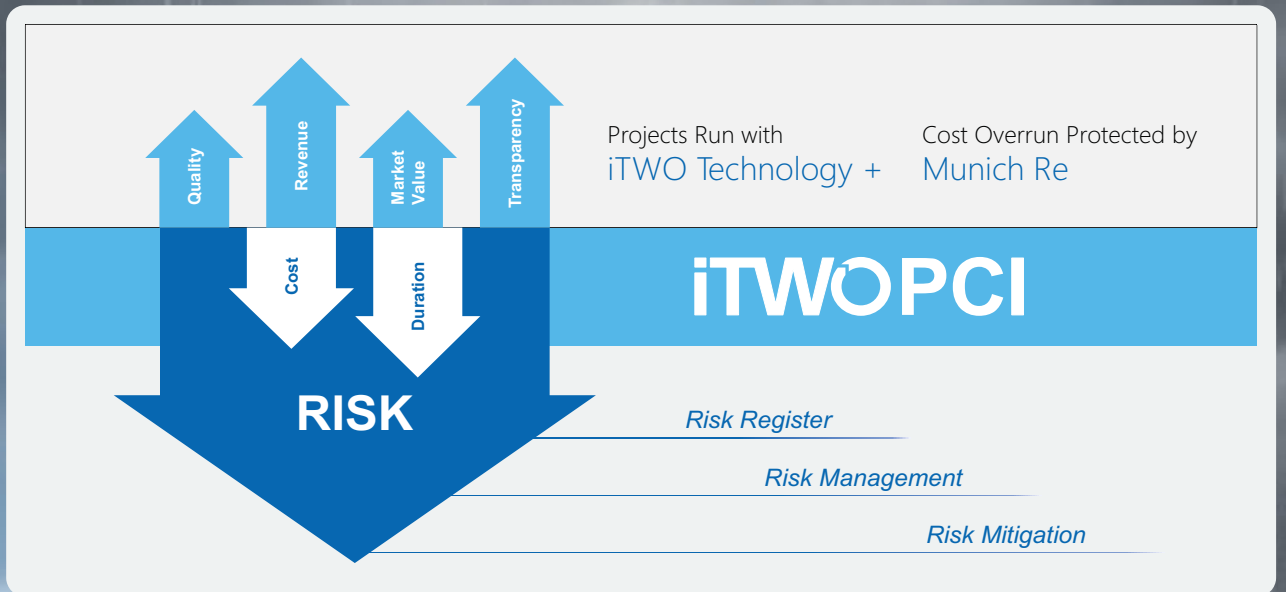 Quality
Revenue
Market
Value
Transparency
Projects Run with
iTWO Technology +
Cost Overrun Protected by
Munich Re
Cost
Duration
iTWO PCI
RISK
Risk Register
Risk Management
Risk Mitigation